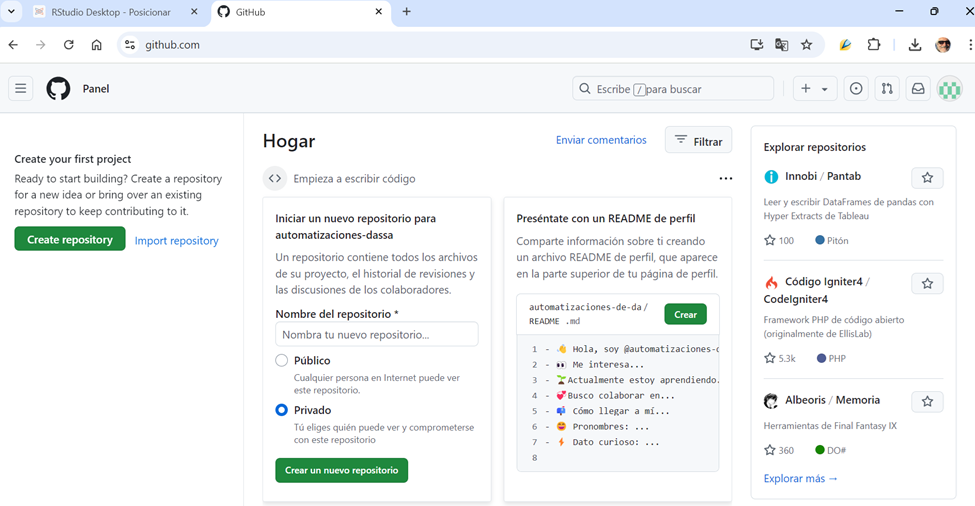 RStudio Desktop - Posicionar
GitHub
github.com
Panel
Escribe / para buscar
Create your first project
Ready to start building? Create a repository
for a new idea or bring over an existing
repository to keep contributing to it.
Create repository
Import repository
Hogar
Enviar comentarios
Filtrar
Empieza a escribir código
Iniciar un nuevo repositorio para
automatizaciones-dassa
Un repositorio contiene todos los archivos
de su proyecto, el historial de revisiones y
las discusiones de los colaboradores.
Nombre del repositorio *
Nombra tu nuevo repositorio...
Público
Cualquier persona en Internet puede ver
este repositorio.
Privado
Tú eliges quién puede ver y comprometerse
con este repositorio
Crear un nuevo repositorio
Preséntate con un README de perfil
Comparte información sobre ti creando
un archivo README de perfil, que aparece
en la parte superior de tu página de perfil.
automatizaciones-de-da /
README .md
Crear
1 - 👋 Hola, soy @automatizaciones-d
2 - 👀 Me interesa...
3 - 🌱Actualmente estoy aprendiendo.
4 - 💞️Busco colaborar en...
5 - 📫 Cómo llegar a mí...
6 - 😄 Pronombres: ...
7 - ⚡ Dato curioso: ...
8
Explorar repositorios
Innobi / Pantab
Leer y escribir DataFrames de pandas con
Hyper Extracts de Tableau
100 Pitón
Código Igniter4 /
CodeIgniter4
Framework PHP de código abierto
(originalmente de EllisLab)
5.3k PHP
Albeoris / Memoria
Herramientas de Final Fantasy IX
360 DO#
Explorar más →